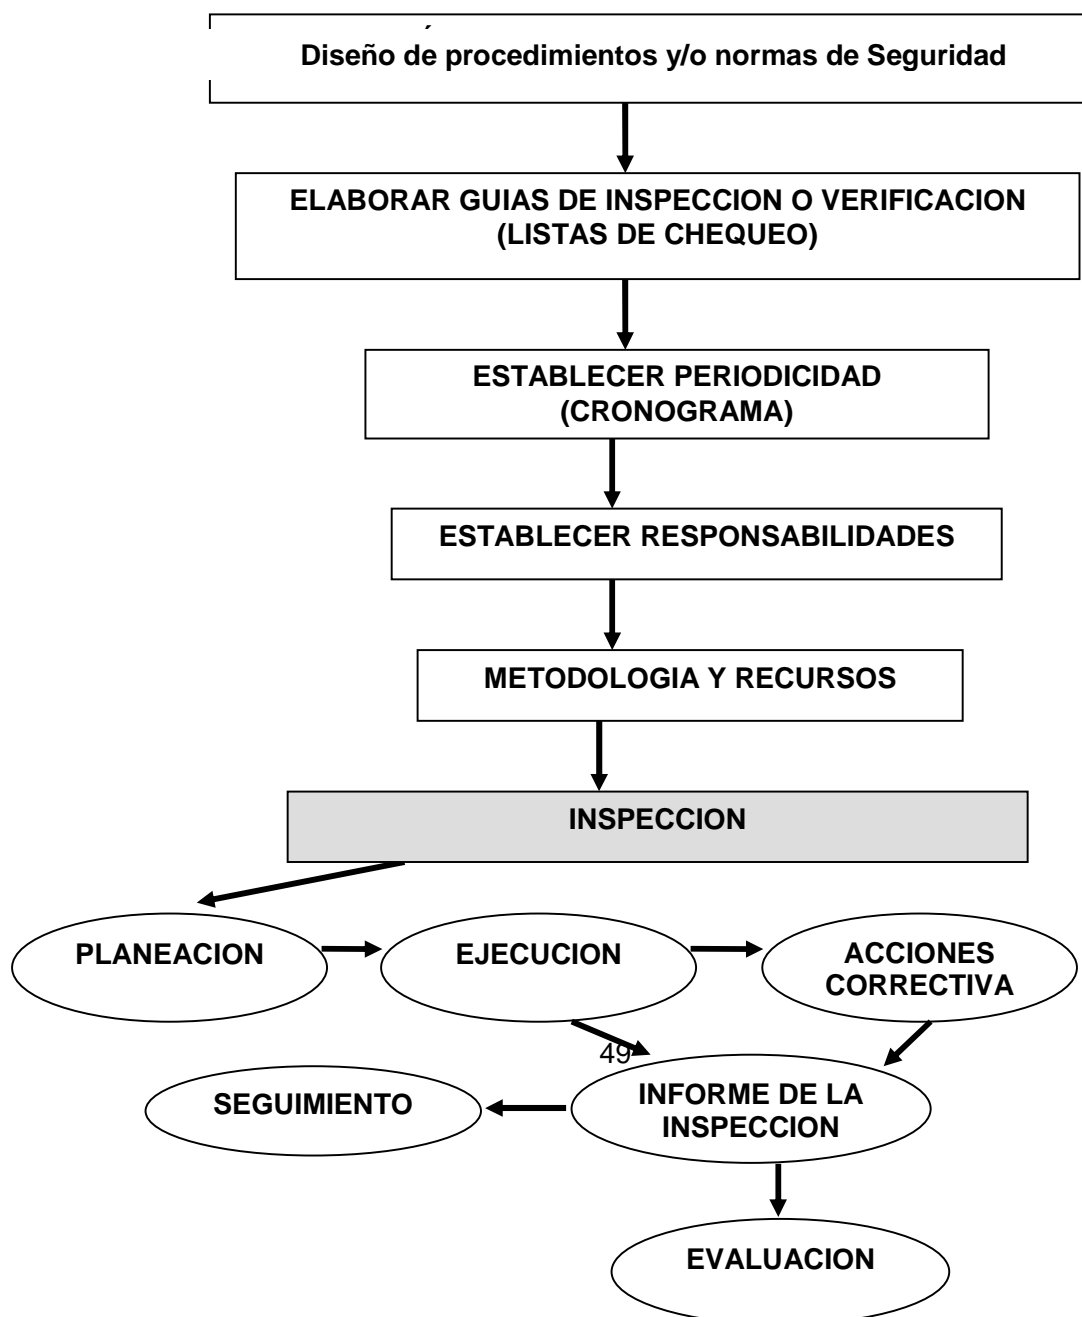 Diseño de procedimientos y/o normas de Seguridad
ELABORAR GUIAS DE INSPECCION O VERIFICACION
(LISTAS DE CHEQUEO)
ESTABLECER PERIODICIDAD
(CRONOGRAMA)
ESTABLECER RESPONSABILIDADES
METODOLOGIA Y RECURSOS
INSPECCION
PLANEACION
EJECUCION
ACCIONES
CORRECTIVA
49
INFORME DE LA
INSPECCION
SEGUIMIENTO
EVALUACION